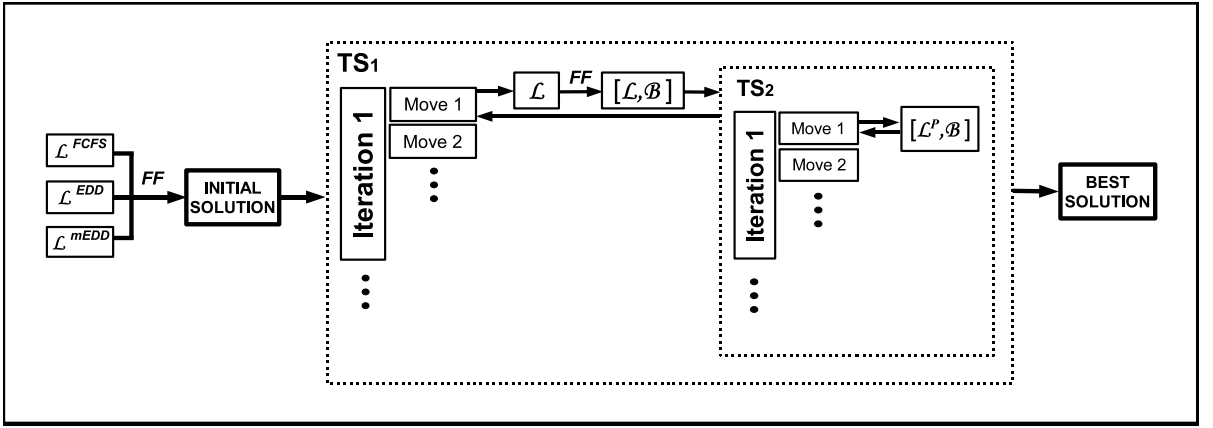 ℒ FCFS
ℒ EDD
ℒ mEDD
FF
INITIAL
SOLUTION
TS1
Iteration 1
Move 1
Move 2
ℒ
FF
[ℒ,ℬ]
TS2
Iteration 1
Move 1
Move 2
[ℒP,ℬ]
BEST
SOLUTION